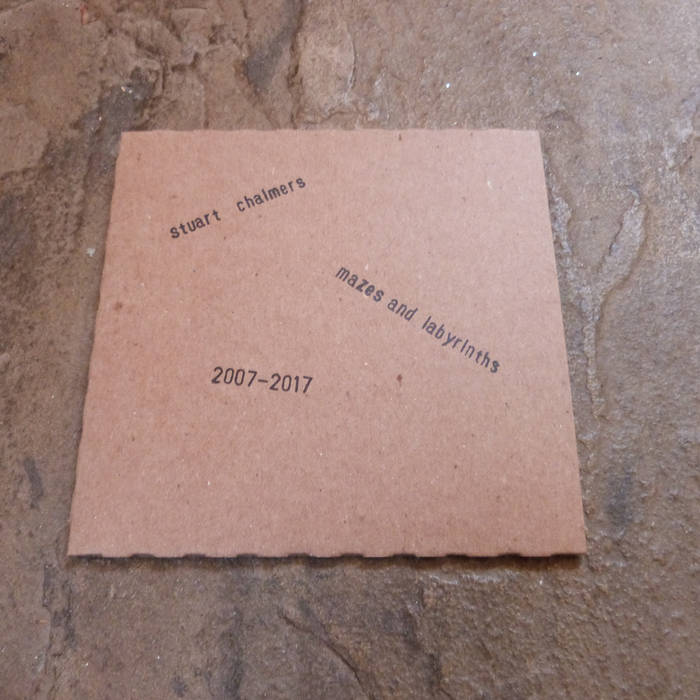 stuart chalmers
mazes and labyrinths
2007-2017